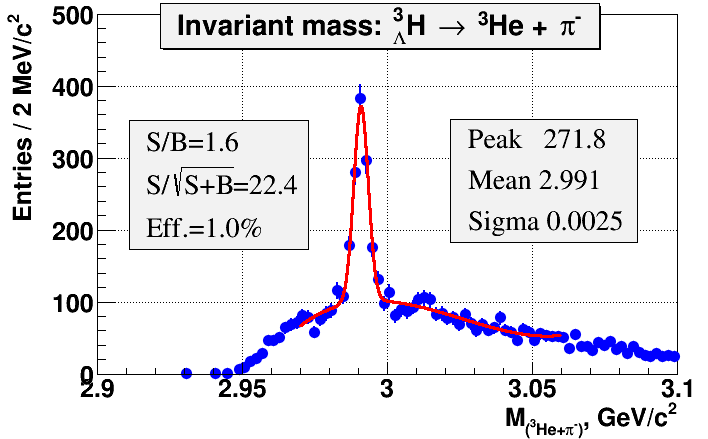 Invariant mass: ³ΛH → ³He + π⁻
Entries / 2 MeV/c²
500
400
300
200
100
0
S/B=1.6
S/√S+B=22.4
Eff.=1.0%
Peak 271.8
Mean 2.991
Sigma 0.0025
2.9 2.95 3 3.05 3.1
M(³He+π⁻), GeV/c²